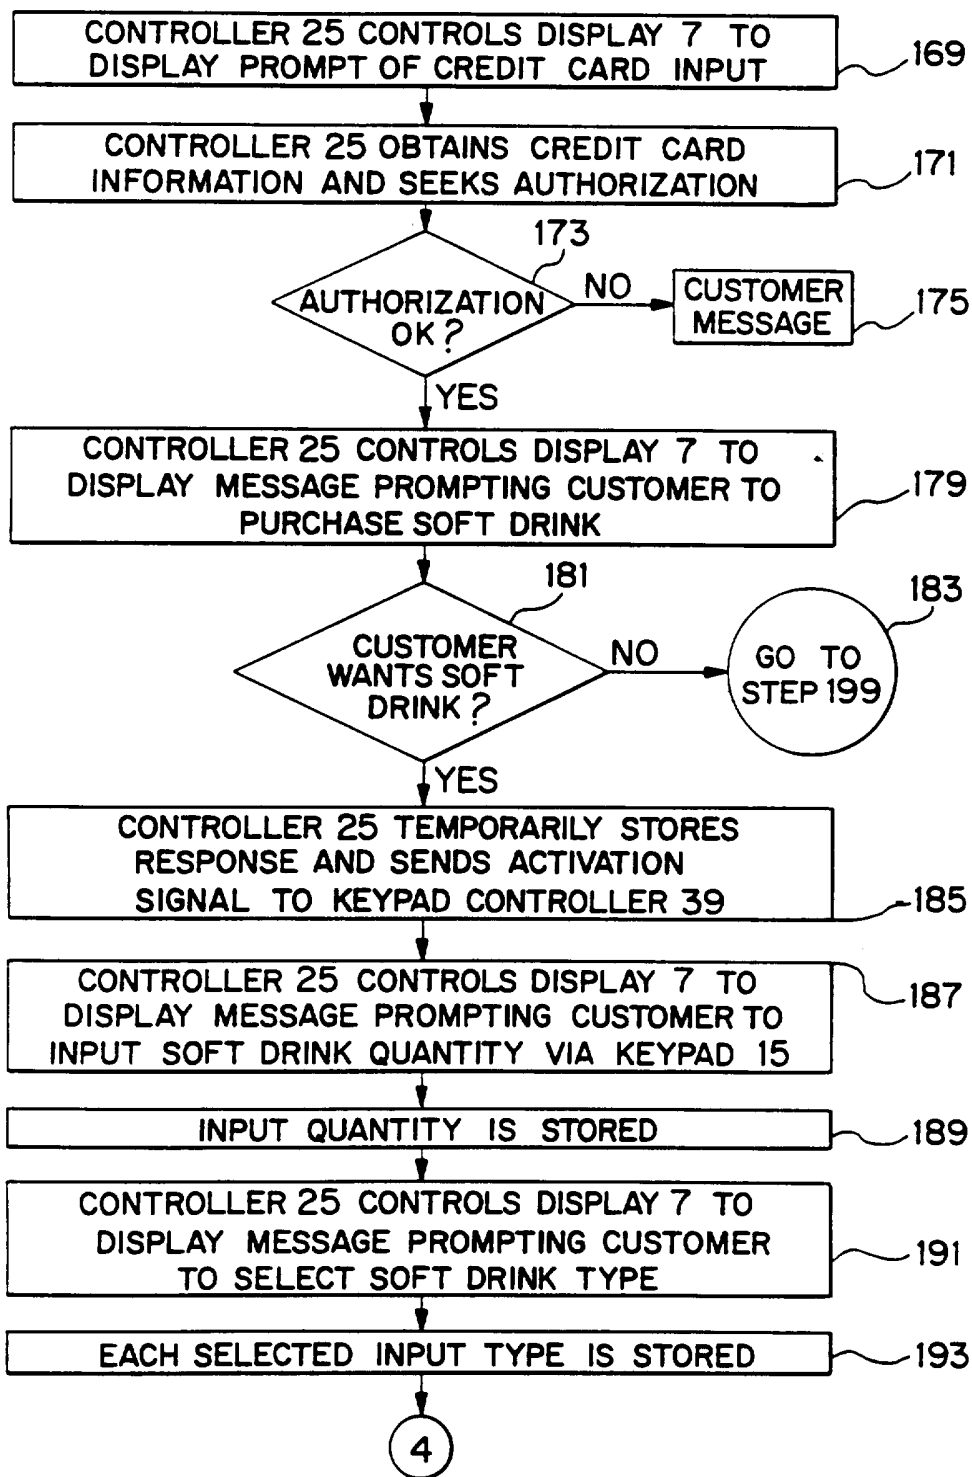 CONTROLLER 25 CONTROLS DISPLAY 7 TO
DISPLAY PROMPT OF CREDIT CARD INPUT
169
CONTROLLER 25 OBTAINS CREDIT CARD
INFORMATION AND SEEKS AUTHORIZATION
171
173
AUTHORIZATION
OK?
NO
CUSTOMER
MESSAGE
175
YES
CONTROLLER 25 CONTROLS DISPLAY 7 TO
DISPLAY MESSAGE PROMPTING CUSTOMER TO
PURCHASE SOFT DRINK
179
181
CUSTOMER
WANTS SOFT
DRINK?
NO
183
GO TO
STEP 199
YES
CONTROLLER 25 TEMPORARILY STORES
RESPONSE AND SENDS ACTIVATION
SIGNAL TO KEYPAD CONTROLLER 39
185
CONTROLLER 25 CONTROLS DISPLAY 7 TO
DISPLAY MESSAGE PROMPTING CUSTOMER TO
INPUT SOFT DRINK QUANTITY VIA KEYPAD 15
187
INPUT QUANTITY IS STORED
189
CONTROLLER 25 CONTROLS DISPLAY 7 TO
DISPLAY MESSAGE PROMPTING CUSTOMER
TO SELECT SOFT DRINK TYPE
191
EACH SELECTED INPUT TYPE IS STORED
193
4